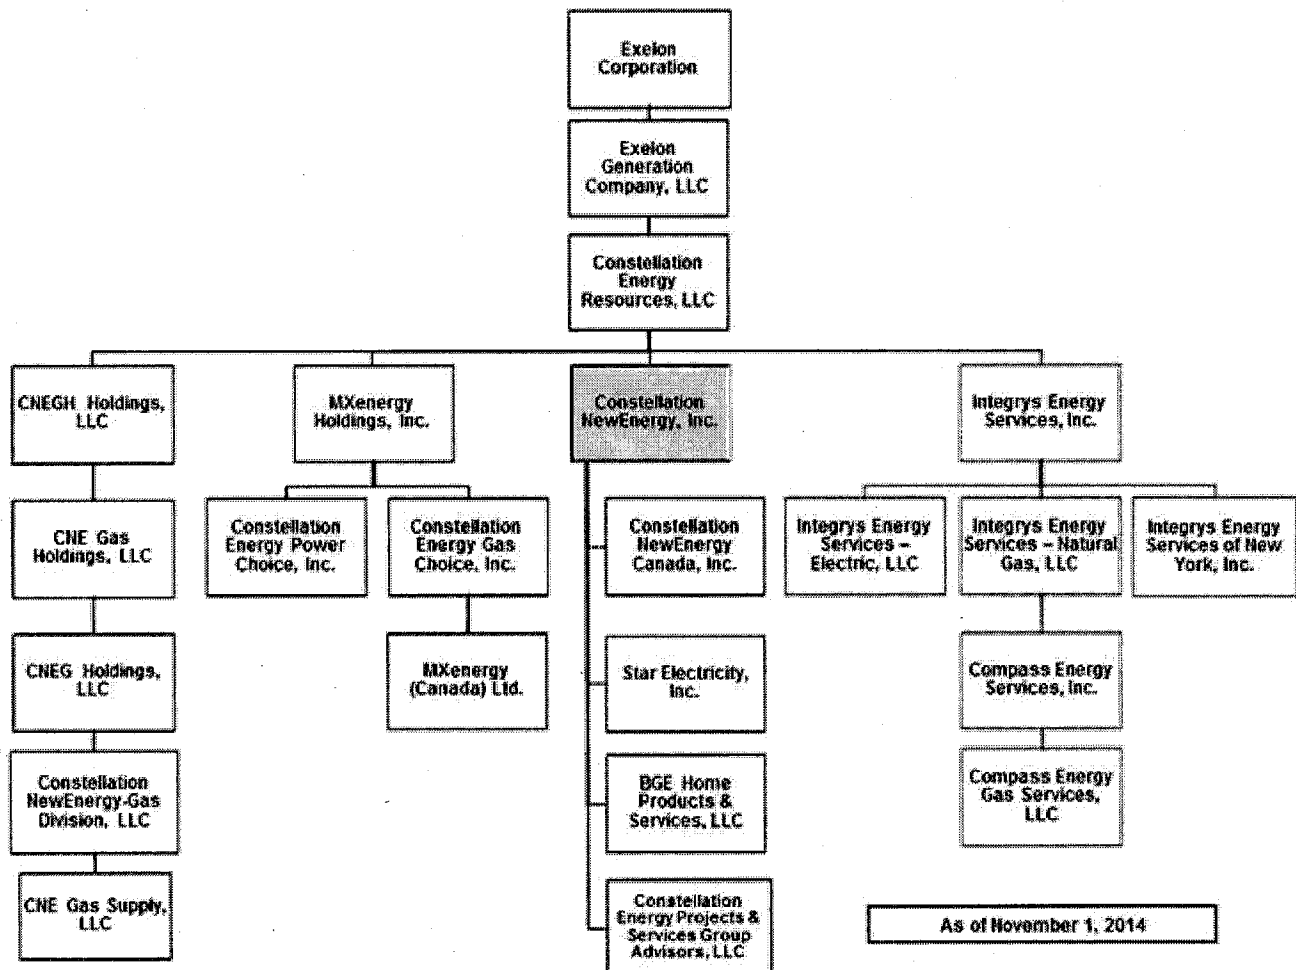 Exelon
Corporation
Exelon
Generation
Company, LLC
Constellation
Energy
Resources, LLC
CNEGH Holdings,
LLC
MXenergy
Holdings, Inc.
Constellation
NewEnergy, Inc.
Integrys Energy
Services, Inc.
CNE Gas
Holdings, LLC
Constellation
Energy Power
Choice, Inc.
Constellation
Energy Gas
Choice, Inc.
Constellation
NewEnergy
Canada, Inc.
Integrys Energy
Services –
Electric, LLC
Integrys Energy
Services – Natural
Gas, LLC
Integrys Energy
Services of New
York, Inc.
CNEG Holdings,
LLC
MXenergy
(Canada) Ltd.
Star Electricity,
Inc.
Compass Energy
Services, Inc.
Constellation
NewEnergy-Gas
Division, LLC
BGE Home
Products &
Services, LLC
Compass Energy
Gas Services,
LLC
CNE Gas Supply,
LLC
Constellation
Energy Projects &
Services Group
Advisors, LLC
As of November 1, 2014